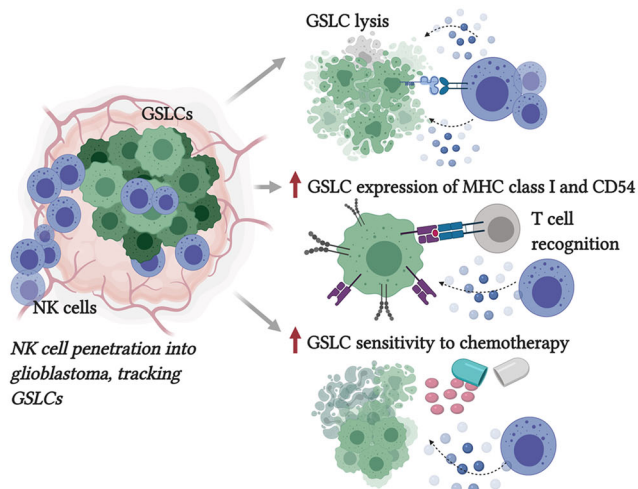 GSLCs
NK cells
NK cell penetration into
glioblastoma, tracking
GSLCs
GSLC lysis
GSLC expression of MHC class I and CD54
T cell
recognition
GSLC sensitivity to chemotherapy